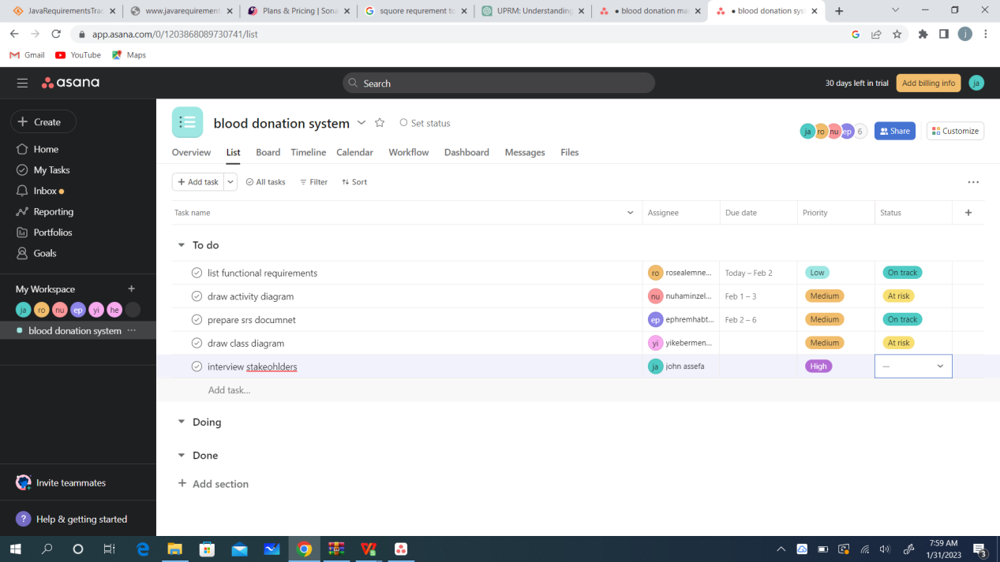 JavaRequirementsTrac
www.javarequirement
Plans & Pricing | Sona
squore requrement to
UPRM: Understanding
• blood donation ma
• blood donation sys
app.asana.com/0/1203868089730741/list
j
Gmail YouTube Maps
asana
Search
30 days left in trial Add billing info ja
Create
Home
My Tasks
Inbox
Reporting
Portfolios
Goals
My Workspace
ja ro nu ep yi he
blood donation system
Invite teammates
? Help & getting started
blood donation system Set status
ja ro nu ep 6 Share Customize
Overview List Board Timeline Calendar Workflow Dashboard Messages Files
+ Add task All tasks Filter Sort
Task name Assignee Due date Priority Status
To do
list functional requirements ro rosealemne... Today – Feb 2 Low On track
draw activity diagram nu nuhaminzel... Feb 1 – 3 Medium At risk
prepare srs documnet ep ephremhabt... Feb 2 – 6 Medium On track
draw class diagram yi yikebermen... Medium At risk
interview stakeohlders ja john assefa High —
Add task...
Doing
Done
+ Add section
7:59 AM
1/31/2023
3